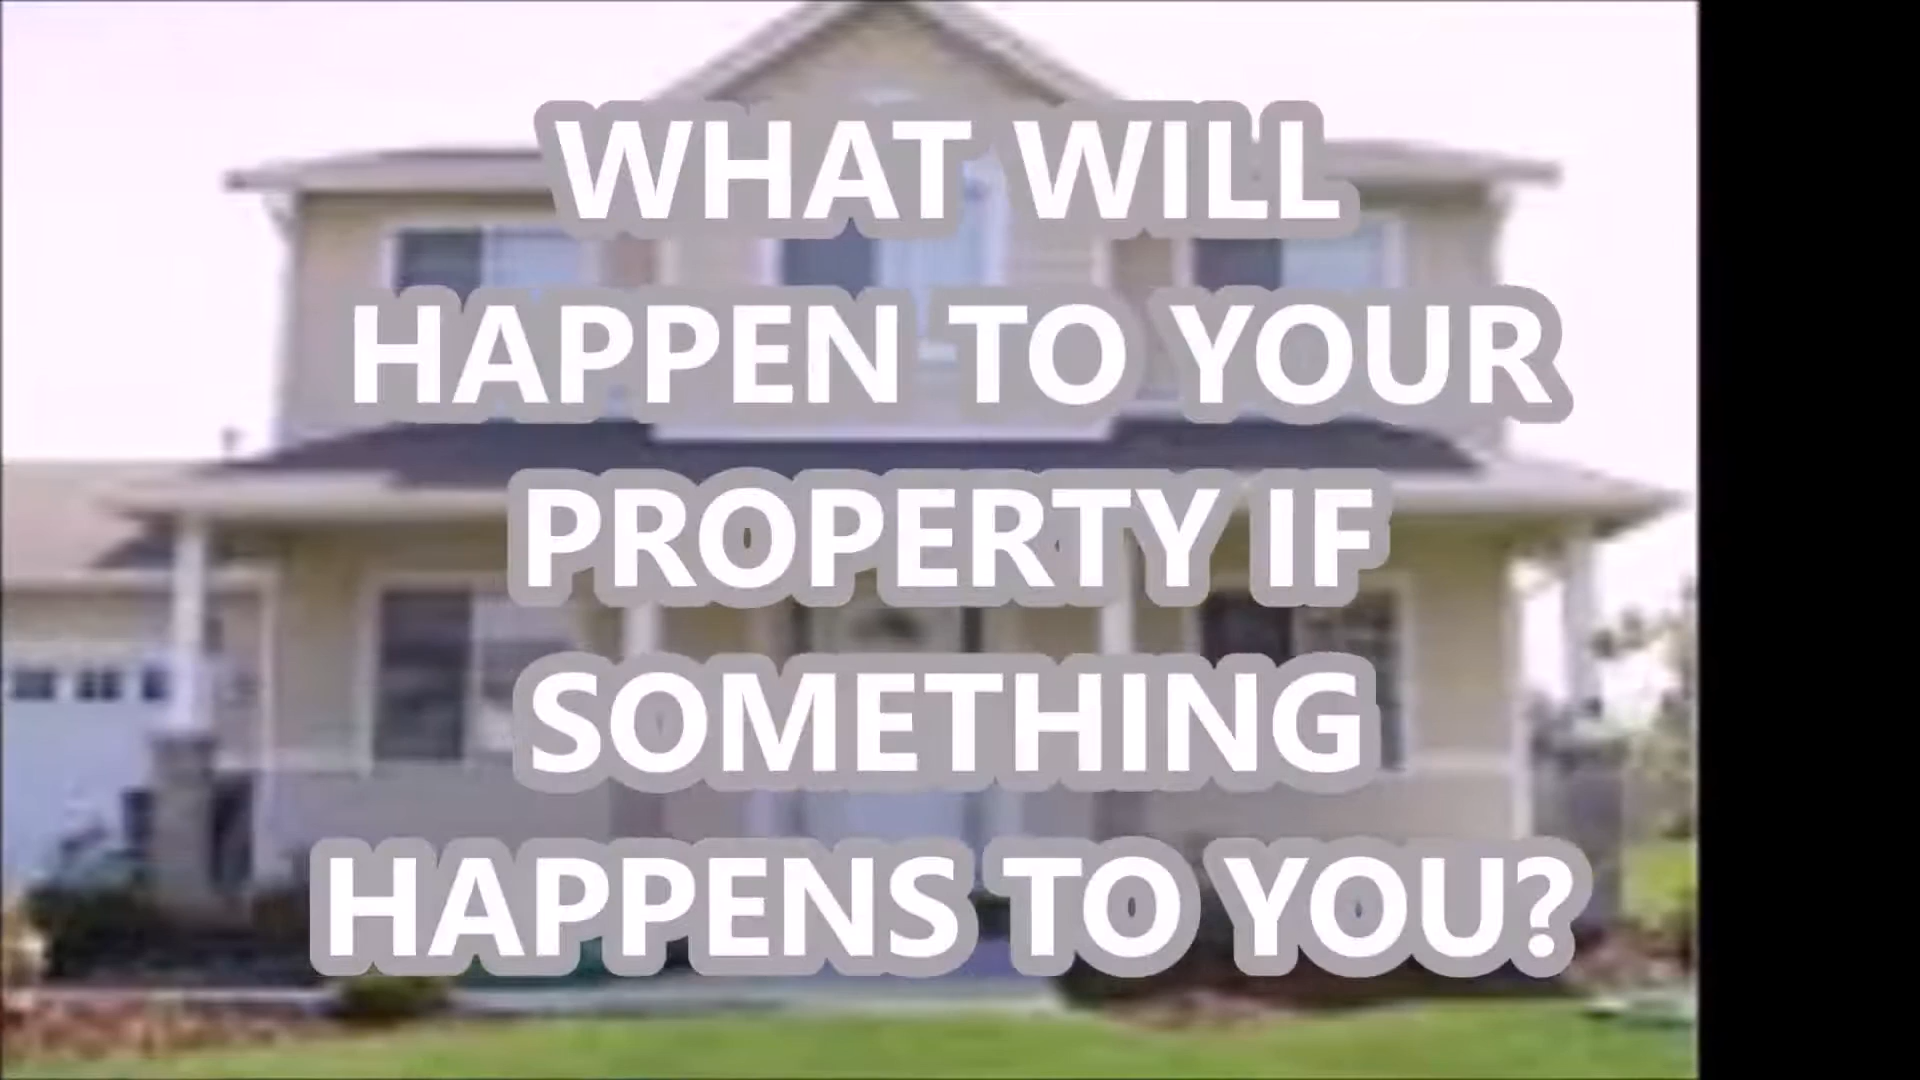 WHAT WILL
HAPPEN TO YOUR
PROPERTY IF
SOMETHING
HAPPENS TO YOU?